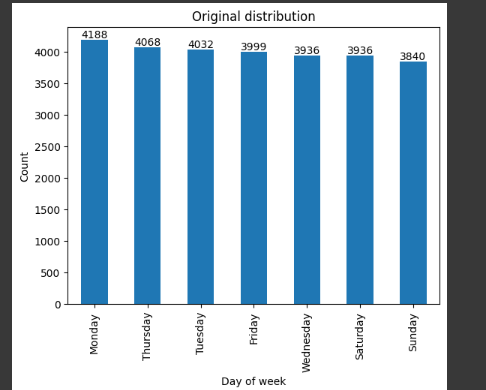 Original distribution
4188 4068 4032 3999 3936 3936 3840
4000
3500
3000
2500
2000
1500
1000
500
0
Count
Monday Thursday Tuesday Friday Wednesday Saturday Sunday
Day of week